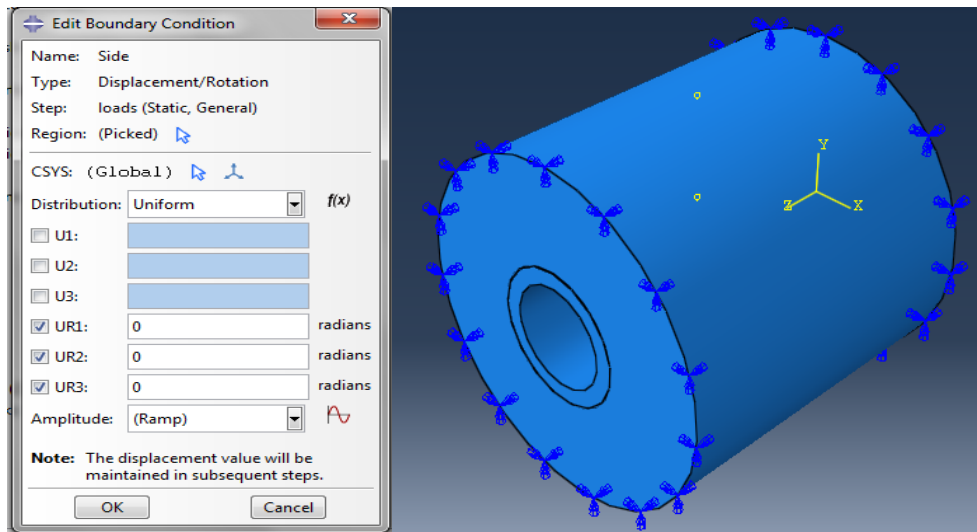 Edit Boundary Condition
Name: Side
Type: Displacement/Rotation
Step: loads (Static, General)
Region: (Picked)
CSYS: (Global)
Distribution: Uniform f(x)
U1:
U2:
U3:
UR1: 0 radians
UR2: 0 radians
UR3: 0 radians
Amplitude: (Ramp)
Note: The displacement value will be
maintained in subsequent steps.
OK Cancel
Y
Z X